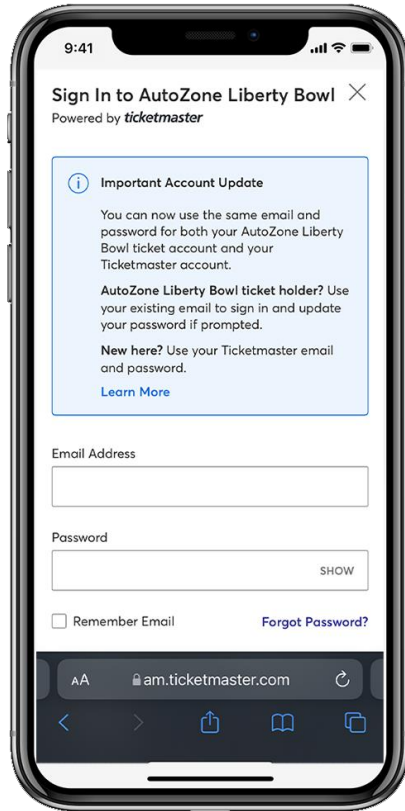 9:41
Sign In to AutoZone Liberty Bowl
Powered by ticketmaster
Important Account Update
You can now use the same email and
password for both your AutoZone Liberty
Bowl ticket account and your
Ticketmaster account.
AutoZone Liberty Bowl ticket holder? Use
your existing email to sign in and update
your password if prompted.
New here? Use your Ticketmaster email
and password.
Learn More
Email Address
Password
SHOW
Remember Email Forgot Password?
AA am.ticketmaster.com